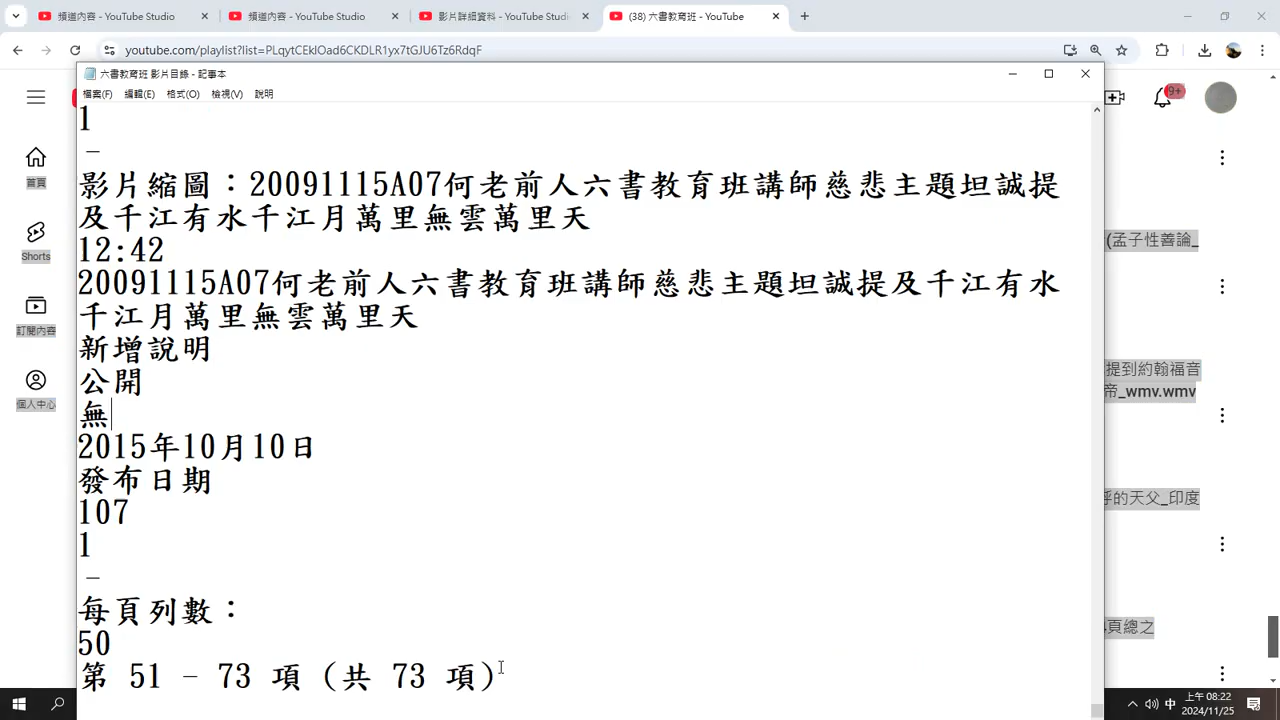 頻道內容 - YouTube Studio
頻道內容 - YouTube Studio
影片詳細資料 - YouTube Studi
(38) 六書教育班 - YouTube
youtube.com/playlist?list=PLqytCEklOad6CKDLR1yx7tGJU6Tz6RdqF
六書教育班 影片目錄 - 記事本
檔案(F) 編輯(E) 格式(O) 檢視(V) 說明
9+
首頁
Shorts
訂閱內容
個人中心
1
–
影片縮圖：20091115A07何老前人六書教育班講師慈悲主題坦誠提
及千江有水千江月萬里無雲萬里天
12:42
20091115A07何老前人六書教育班講師慈悲主題坦誠提及千江有水
千江月萬里無雲萬里天
新增說明
公開
無
2015年10月10日
發布日期
107
1
–
每頁列數：
50
第 51 – 73 項 (共 73 項)
(孟子性善論_
提到約翰福音
帝_wmv.wmv
呼的天父_印度
頁總之
中
上午 08:22
2024/11/25